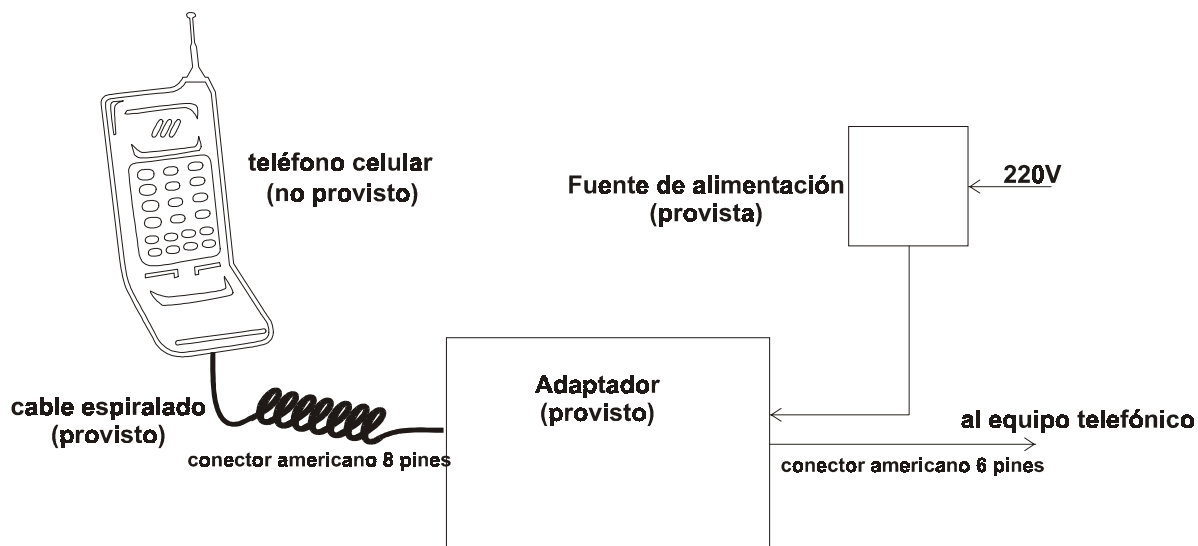 teléfono celular
(no provisto)
Fuente de alimentación
(provista)
220V
Adaptador
(provisto)
cable espiralado
(provisto)
conector americano 8 pines
al equipo telefónico
conector americano 6 pines